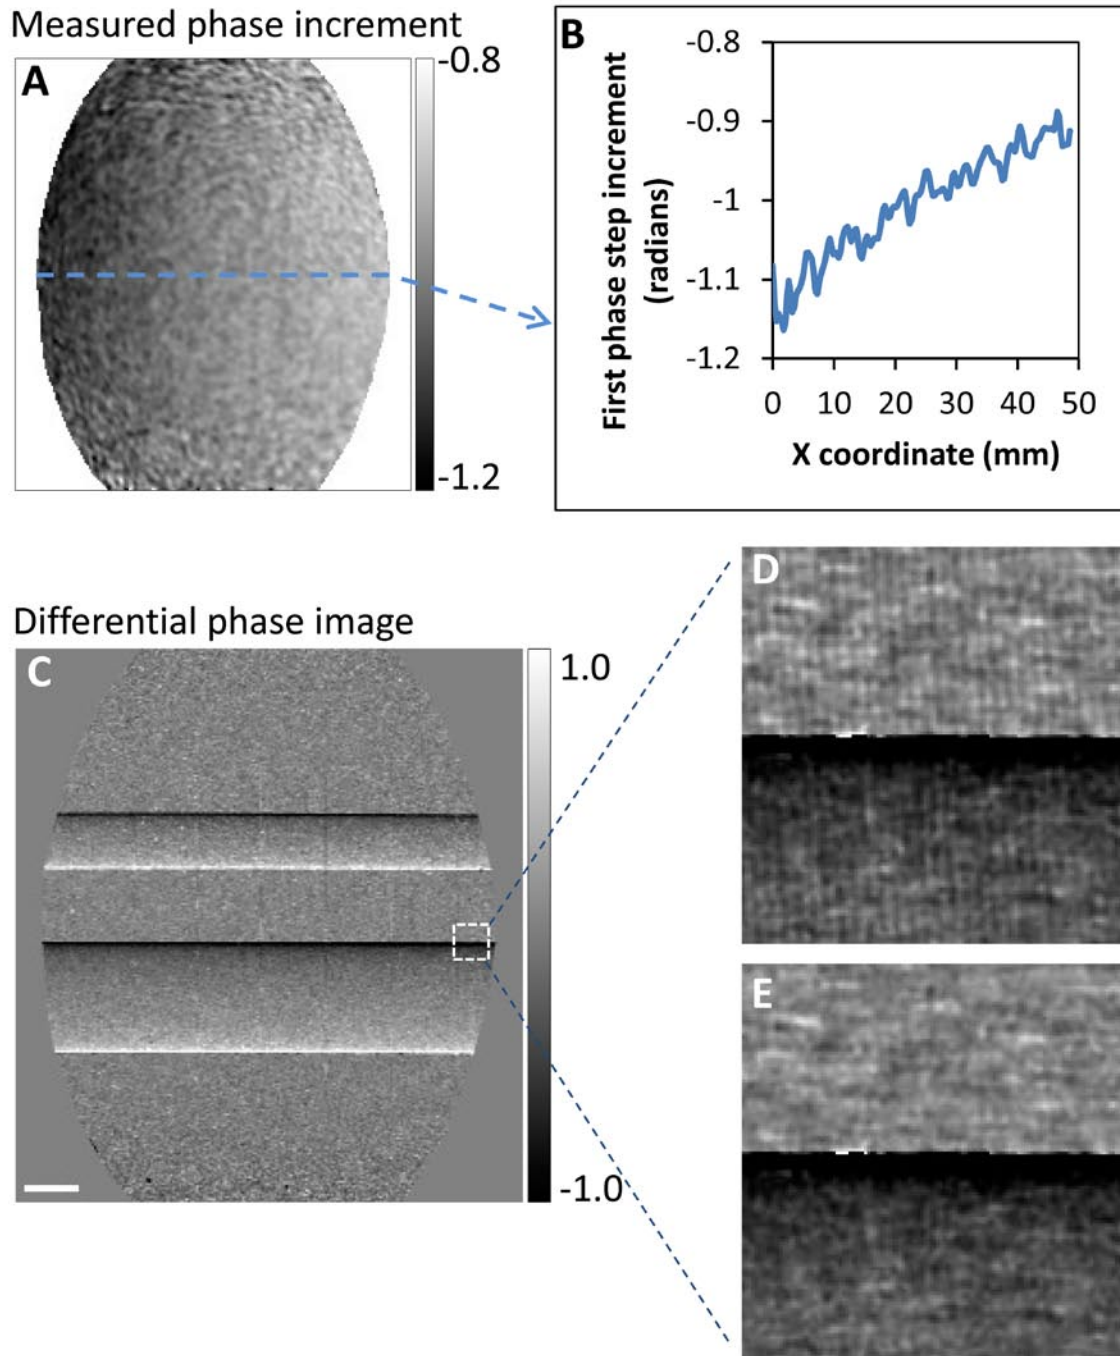 Measured phase increment
A
-0.8
-1.2
B
First phase step increment
(radians)
-0.8
-0.9
-1
-1.1
-1.2
0 10 20 30 40 50
X coordinate (mm)
Differential phase image
C
1.0
-1.0
D
E